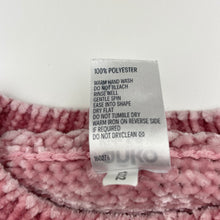 100% POLYESTER
WARM HAND WASH
DO NOT BLEACH
RINSE WELL
GENTLE SPIN
EASE INTO SHAPE
DRY FLAT
DO NOT TUMBLE DRY
WARM IRON ON REVERSE SIDE
IF NEEDED
DO NOT DRYCLEAN